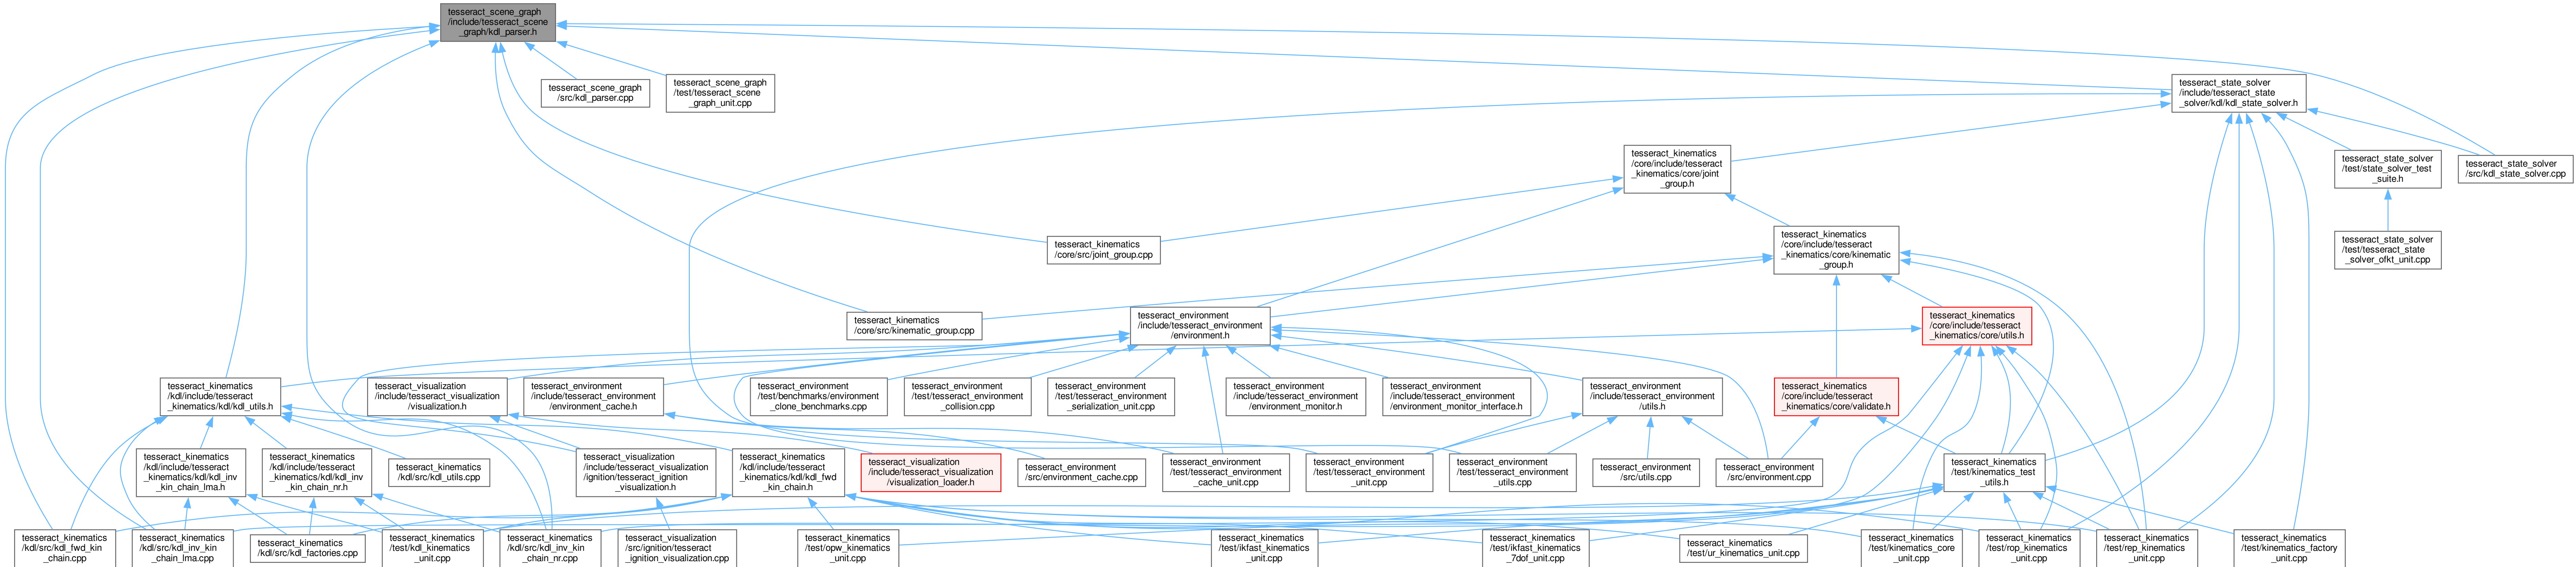 tesseract_scene_graph
/include/tesseract_scene
_graph/kdl_parser.h
tesseract_scene_graph
/src/kdl_parser.cpp
tesseract_scene_graph
/test/tesseract_scene
_graph_unit.cpp
tesseract_state_solver
/include/tesseract_state
_solver/kdl/kdl_state_solver.h
tesseract_kinematics
/core/include/tesseract
_kinematics/core/joint
_group.h
tesseract_state_solver
/test/state_solver_test
_suite.h
tesseract_state_solver
/src/kdl_state_solver.cpp
tesseract_kinematics
/core/src/joint_group.cpp
tesseract_kinematics
/core/include/tesseract
_kinematics/core/kinematic
_group.h
tesseract_state_solver
/test/tesseract_state
_solver_ofkt_unit.cpp
tesseract_kinematics
/core/src/kinematic_group.cpp
tesseract_environment
/include/tesseract_environment
/environment.h
tesseract_kinematics
/core/include/tesseract
_kinematics/core/utils.h
tesseract_kinematics
/kdl/include/tesseract
_kinematics/kdl/kdl_utils.h
tesseract_visualization
/include/tesseract_visualization
/visualization.h
tesseract_environment
/include/tesseract_environment
/environment_cache.h
tesseract_environment
/test/benchmarks/environment
_clone_benchmarks.cpp
tesseract_environment
/test/tesseract_environment
_collision.cpp
tesseract_environment
/test/tesseract_environment
_serialization_unit.cpp
tesseract_environment
/include/tesseract_environment
/environment_monitor.h
tesseract_environment
/include/tesseract_environment
/environment_monitor_interface.h
tesseract_environment
/include/tesseract_environment
/utils.h
tesseract_kinematics
/core/include/tesseract
_kinematics/core/validate.h
tesseract_kinematics
/kdl/include/tesseract
_kinematics/kdl/kdl_inv
_kin_chain_lma.h
tesseract_kinematics
/kdl/include/tesseract
_kinematics/kdl/kdl_inv
_kin_chain_nr.h
tesseract_kinematics
/kdl/src/kdl_utils.cpp
tesseract_visualization
/include/tesseract_visualization
/ignition/tesseract_ignition
_visualization.h
tesseract_kinematics
/kdl/include/tesseract
_kinematics/kdl/kdl_fwd
_kin_chain.h
tesseract_visualization
/include/tesseract_visualization
/visualization_loader.h
tesseract_environment
/src/environment_cache.cpp
tesseract_environment
/test/tesseract_environment
_cache_unit.cpp
tesseract_environment
/test/tesseract_environment
_unit.cpp
tesseract_environment
/test/tesseract_environment
_utils.cpp
tesseract_environment
/src/utils.cpp
tesseract_environment
/src/environment.cpp
tesseract_kinematics
/test/kinematics_test
_utils.h
tesseract_kinematics
/kdl/src/kdl_fwd_kin
_chain.cpp
tesseract_kinematics
/kdl/src/kdl_inv_kin
_chain_lma.cpp
tesseract_kinematics
/kdl/src/kdl_factories.cpp
tesseract_kinematics
/test/kdl_kinematics
_unit.cpp
tesseract_kinematics
/kdl/src/kdl_inv_kin
_chain_nr.cpp
tesseract_visualization
/src/ignition/tesseract
_ignition_visualization.cpp
tesseract_kinematics
/test/opw_kinematics
_unit.cpp
tesseract_kinematics
/test/ikfast_kinematics
_unit.cpp
tesseract_kinematics
/test/ikfast_kinematics
_7dof_unit.cpp
tesseract_kinematics
/test/ur_kinematics_unit.cpp
tesseract_kinematics
/test/kinematics_core
_unit.cpp
tesseract_kinematics
/test/rop_kinematics
_unit.cpp
tesseract_kinematics
/test/rep_kinematics
_unit.cpp
tesseract_kinematics
/test/kinematics_factory
_unit.cpp